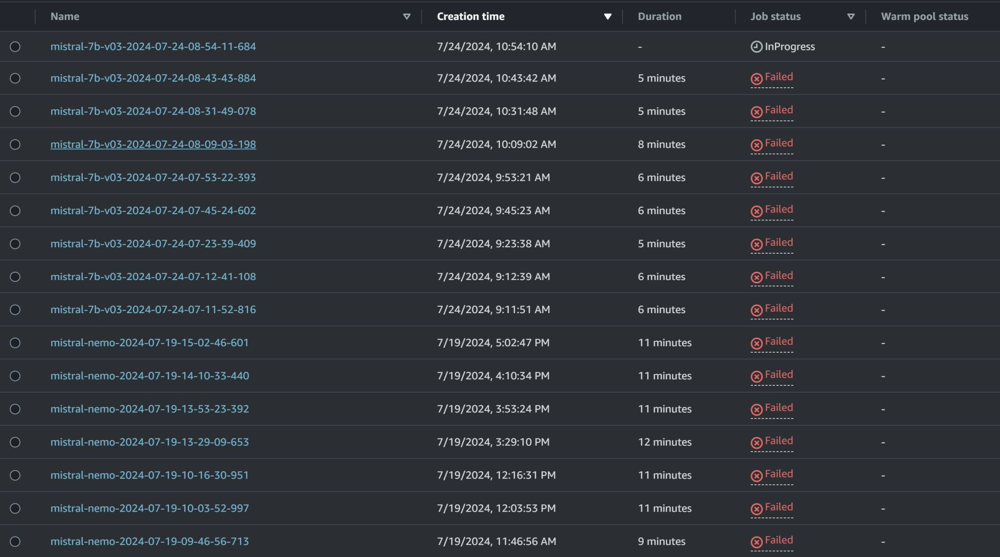 Name Creation time Duration Job status Warm pool status
mistral-7b-v03-2024-07-24-08-54-11-684 7/24/2024, 10:54:10 AM - InProgress -
mistral-7b-v03-2024-07-24-08-43-43-884 7/24/2024, 10:43:42 AM 5 minutes Failed -
mistral-7b-v03-2024-07-24-08-31-49-078 7/24/2024, 10:31:48 AM 5 minutes Failed -
mistral-7b-v03-2024-07-24-08-09-03-198 7/24/2024, 10:09:02 AM 8 minutes Failed -
mistral-7b-v03-2024-07-24-07-53-22-393 7/24/2024, 9:53:21 AM 6 minutes Failed -
mistral-7b-v03-2024-07-24-07-45-24-602 7/24/2024, 9:45:23 AM 6 minutes Failed -
mistral-7b-v03-2024-07-24-07-23-39-409 7/24/2024, 9:23:38 AM 5 minutes Failed -
mistral-7b-v03-2024-07-24-07-12-41-108 7/24/2024, 9:12:39 AM 6 minutes Failed -
mistral-7b-v03-2024-07-24-07-11-52-816 7/24/2024, 9:11:51 AM 6 minutes Failed -
mistral-nemo-2024-07-19-15-02-46-601 7/19/2024, 5:02:47 PM 11 minutes Failed -
mistral-nemo-2024-07-19-14-10-33-440 7/19/2024, 4:10:34 PM 11 minutes Failed -
mistral-nemo-2024-07-19-13-53-23-392 7/19/2024, 3:53:24 PM 11 minutes Failed -
mistral-nemo-2024-07-19-13-29-09-653 7/19/2024, 3:29:10 PM 12 minutes Failed -
mistral-nemo-2024-07-19-10-16-30-951 7/19/2024, 12:16:31 PM 11 minutes Failed -
mistral-nemo-2024-07-19-10-03-52-997 7/19/2024, 12:03:53 PM 11 minutes Failed -
mistral-nemo-2024-07-19-09-46-56-713 7/19/2024, 11:46:56 AM 9 minutes Failed -